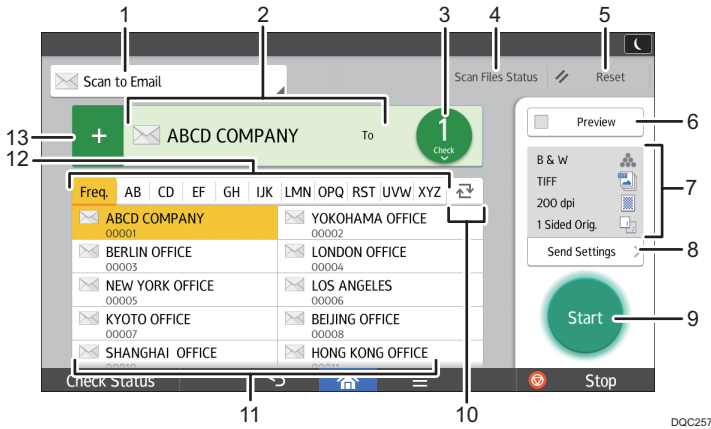 1 2 3 4 5
Scan to Email
Scan Files Status
Reset
13
+
ABCD COMPANY
To
1
Check
Preview
6
12
Freq. AB CD EF GH IJK LMN OPQ RST UVW XYZ
B & W
TIFF
200 dpi
1 Sided Orig.
7
ABCD COMPANY
00001
YOKOHAMA OFFICE
00002
BERLIN OFFICE
00003
LONDON OFFICE
00004
Send Settings
8
NEW YORK OFFICE
00005
LOS ANGELES
00006
KYOTO OFFICE
00007
BEIJING OFFICE
00008
Start
9
SHANGHAI OFFICE
HONG KONG OFFICE
Check Status
Stop
11
10
DQC257